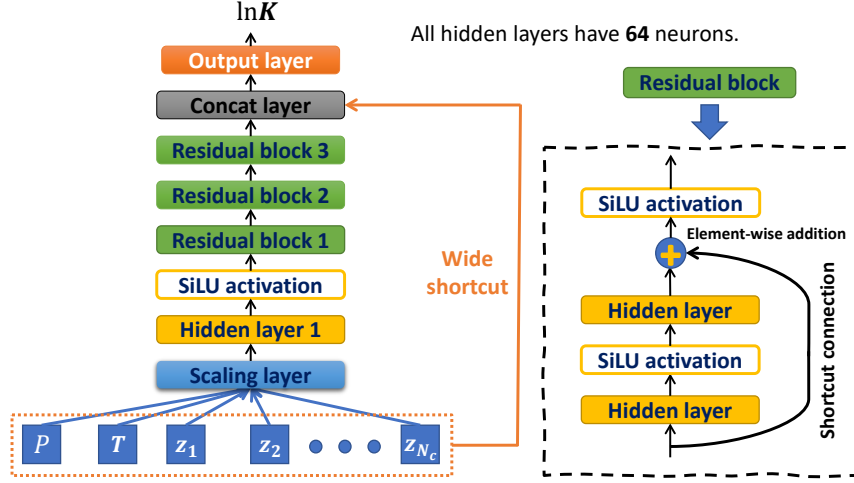 ln𝑲
Output layer
Concat layer
Residual block 3
Residual block 2
Residual block 1
SiLU activation
Hidden layer 1
Scaling layer
P T z₁ z₂ z_{N_c}
Wide
shortcut
All hidden layers have 64 neurons.
Residual block
SiLU activation
Element-wise addition
+
Hidden layer
SiLU activation
Hidden layer
Shortcut connection